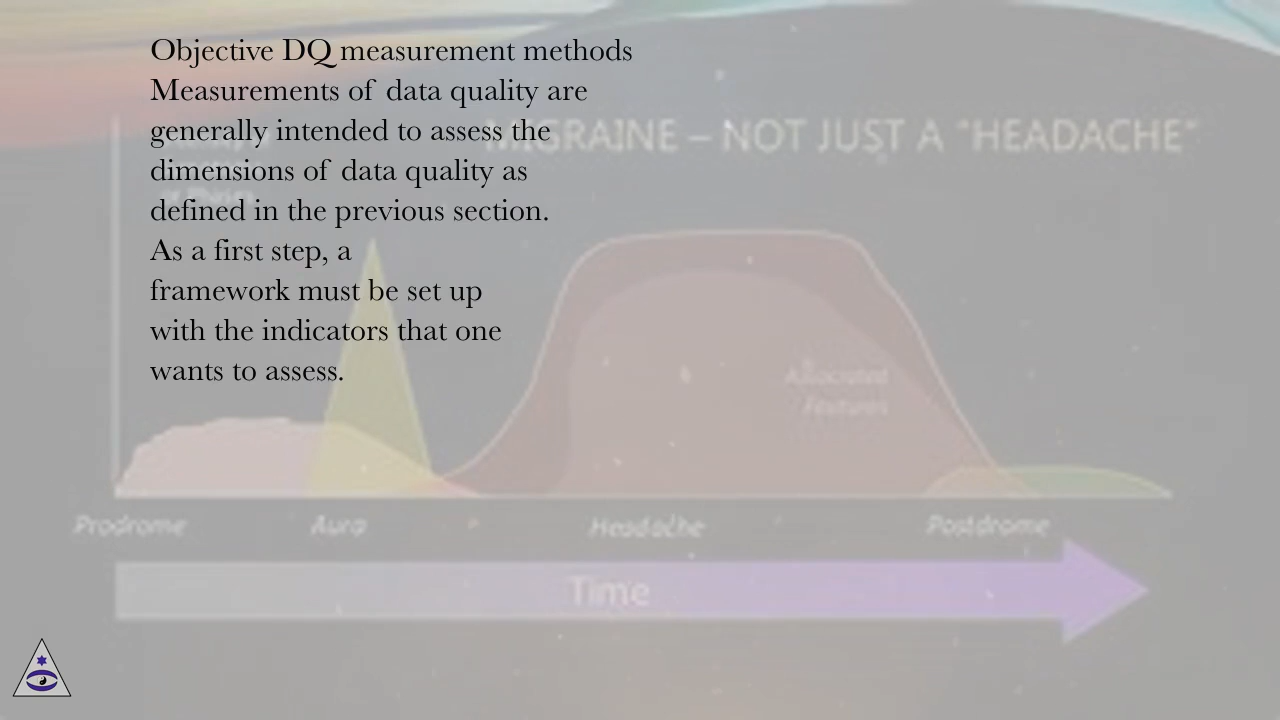 Objective DQ measurement methods
Measurements of data quality are
generally intended to assess the
dimensions of data quality as
defined in the previous section.
As a first step, a
framework must be set up
with the indicators that one
wants to assess.
MIGRAINE – NOT JUST A "HEADACHE"
Associated
Features
Prodrome Aura Headache Postdrome
Time